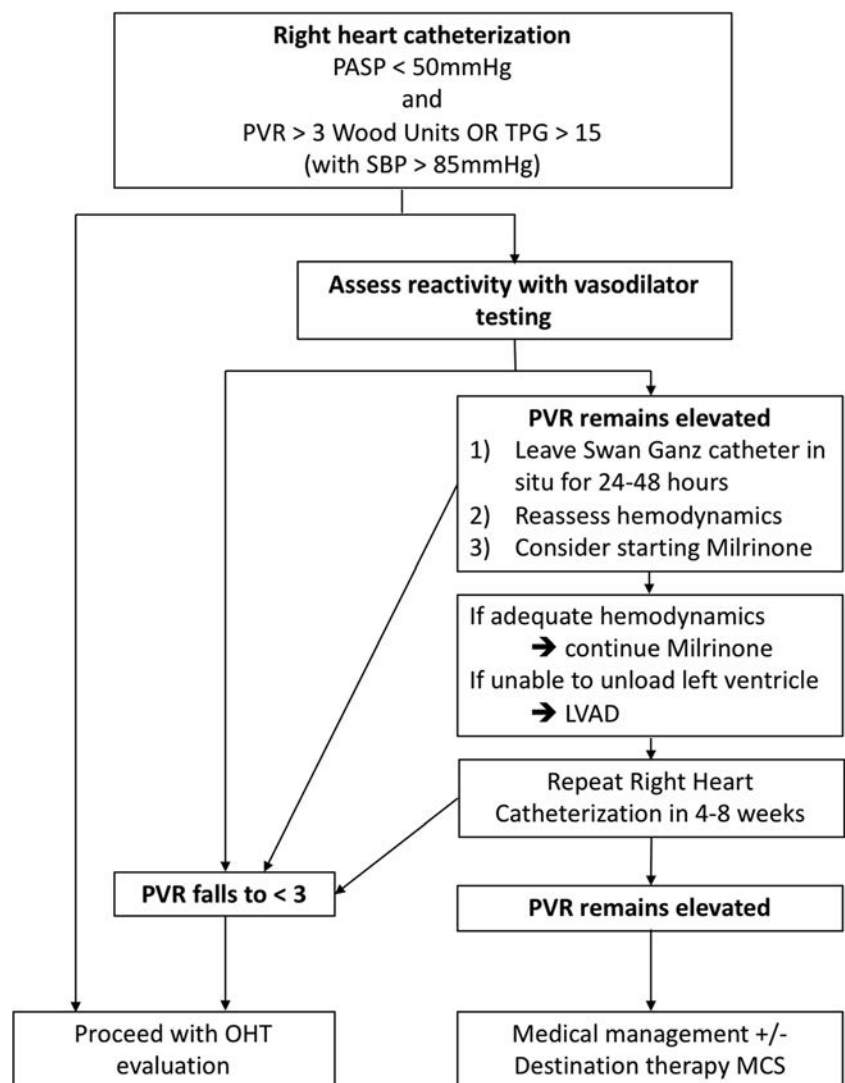 Right heart catheterization
PASP < 50mmHg
and
PVR > 3 Wood Units OR TPG > 15
(with SBP > 85mmHg)
Assess reactivity with vasodilator
testing
PVR remains elevated
1) Leave Swan Ganz catheter in
situ for 24-48 hours
2) Reassess hemodynamics
3) Consider starting Milrinone
If adequate hemodynamics
➔ continue Milrinone
If unable to unload left ventricle
➔ LVAD
Repeat Right Heart
Catheterization in 4-8 weeks
PVR falls to < 3
PVR remains elevated
Proceed with OHT
evaluation
Medical management +/-
Destination therapy MCS